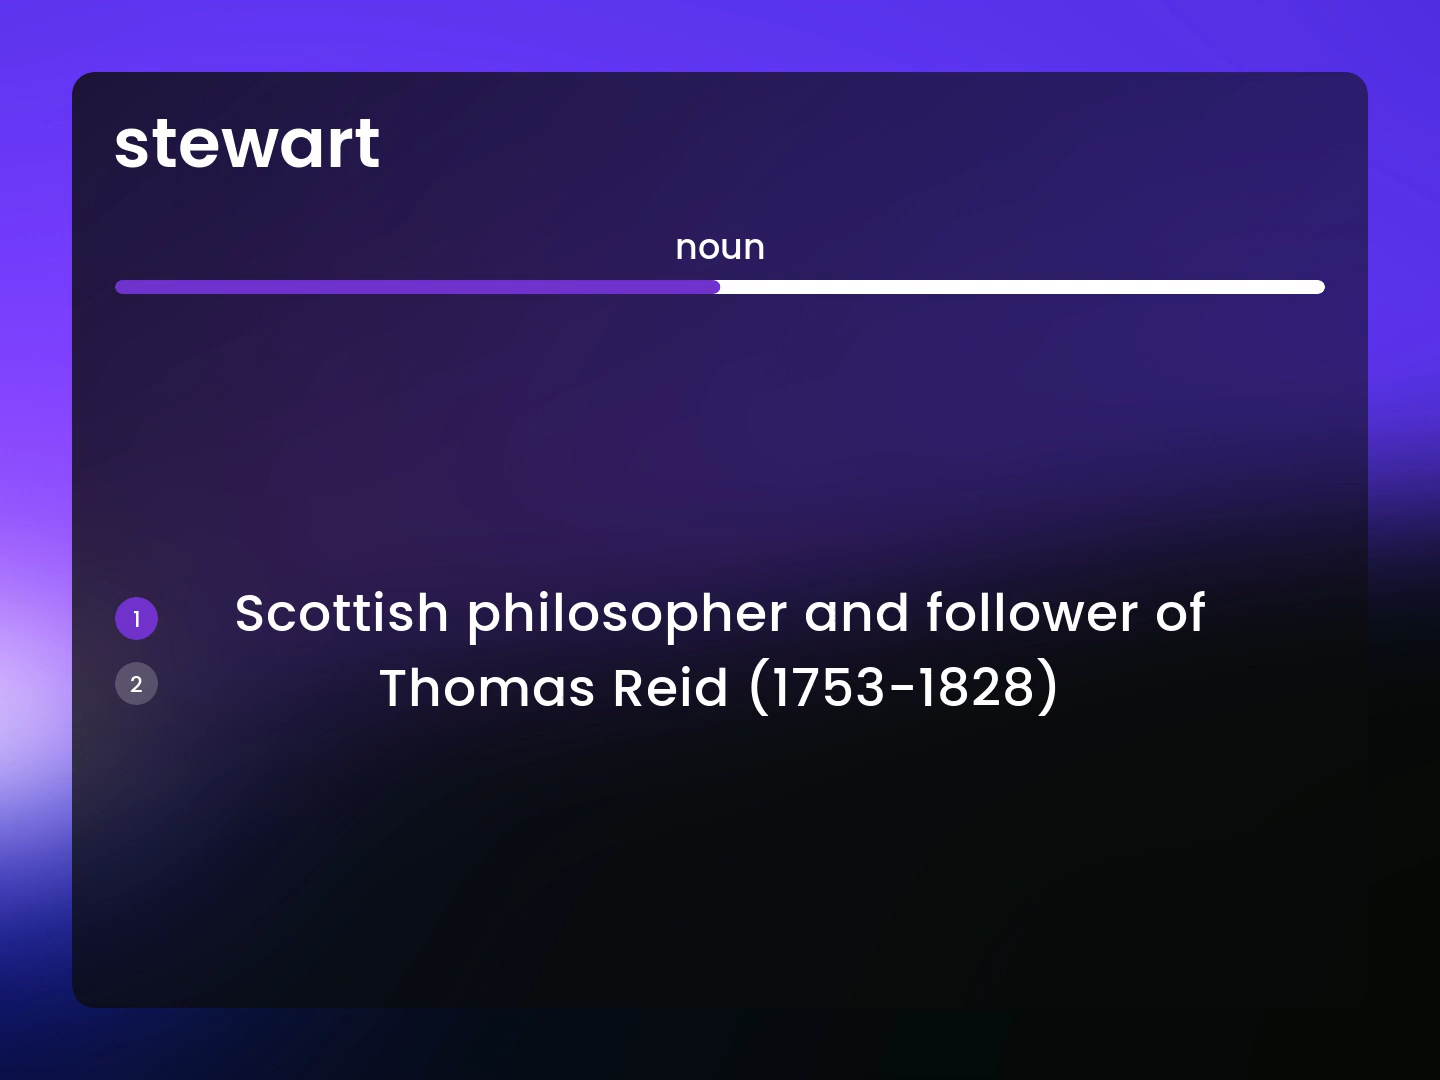 stewart
noun
1
2
Scottish philosopher and follower of
Thomas Reid (1753-1828)